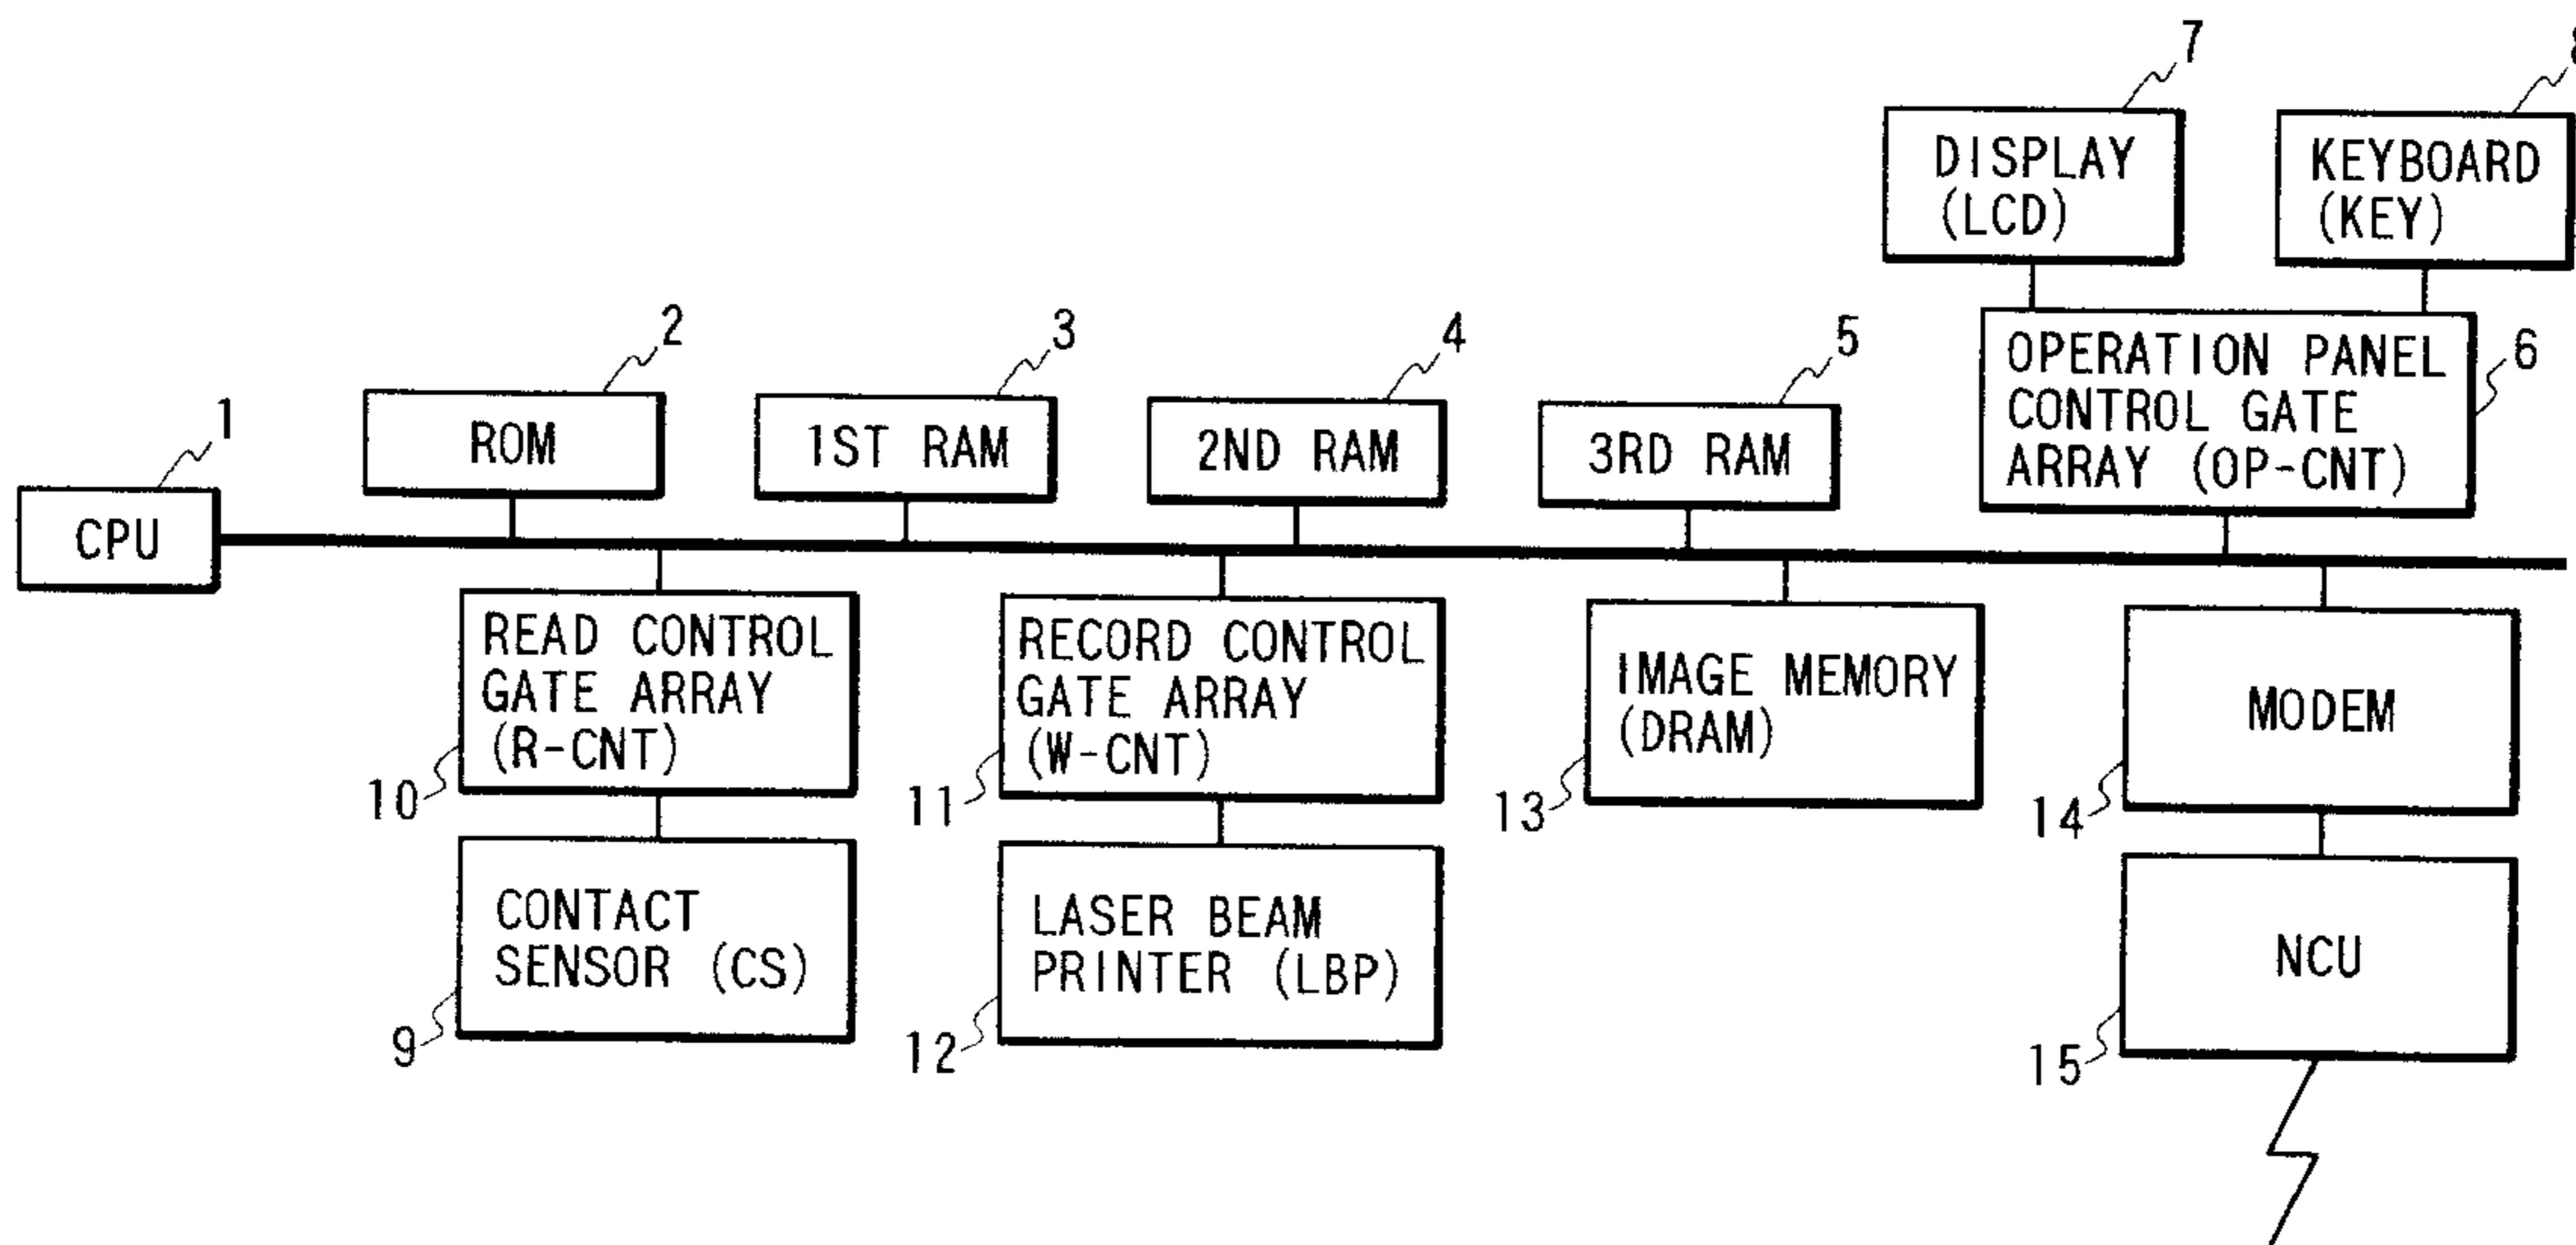 7
8
DISPLAY
(LCD)
KEYBOARD
(KEY)
2
3
4
5
6
OPERATION PANEL
CONTROL GATE
ARRAY (OP-CNT)
1
ROM
1ST RAM
2ND RAM
3RD RAM
CPU
READ CONTROL
GATE ARRAY
(R-CNT)
10
RECORD CONTROL
GATE ARRAY
(W-CNT)
11
IMAGE MEMORY
(DRAM)
13
MODEM
14
CONTACT
SENSOR (CS)
9
LASER BEAM
PRINTER (LBP)
12
NCU
15